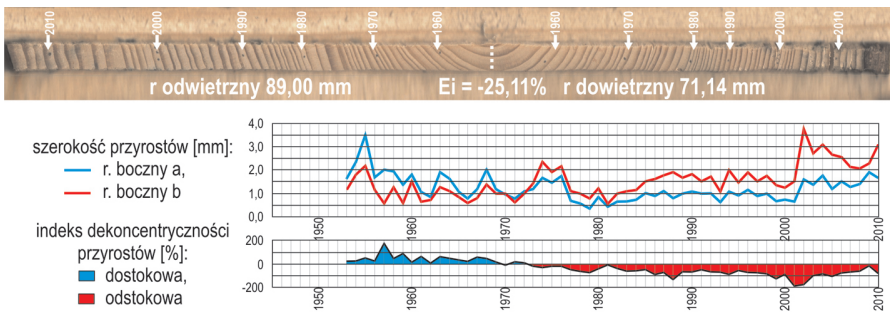 2010 2000 1990 1980 1970 1960 1960 1970 1980 1990 2000 2010
r odwietrzny 89,00 mm Ei = -25,11% r dowietrzny 71,14 mm
szerokość przyrostów [mm]:
r. boczny a,
r. boczny b
4,0
3,0
2,0
1,0
0,0
1950 1960 1970 1980 1990 2000 2010
indeks dekoncentryczności
przyrostów [%]:
dostokowa,
odstokowa
200
0
-200
1950 1960 1970 1980 1990 2000 2010